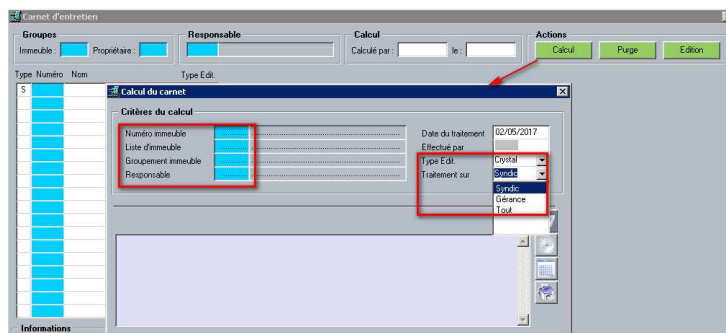 Carnet d'entretien
Groupes Responsable Calcul Actions
Immeuble : Propriétaire : Calculé par : le : Calcul Purge Edition
Type Numéro Nom Type Edit.
S
Calcul du carnet
Critères du calcul
Numéro immeuble Date du traitement 02/05/2017
Liste d'immeuble Effectué par
Groupement immeuble Type Edit. Crystal
Responsable Traitement sur Syndic
Syndic
Gérance
Tout
Informations